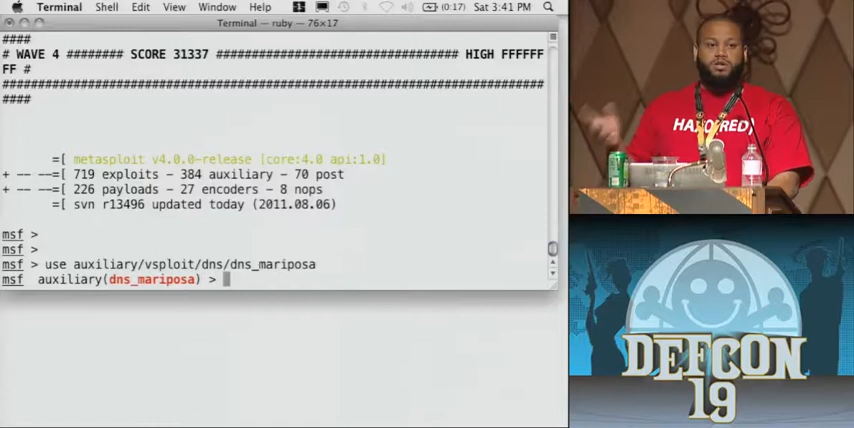 Terminal Shell Edit View Window Help (0:17) Sat 3:41 PM
Terminal — ruby — 76×17
####
# WAVE 4 ######## SCORE 31337 ################################## HIGH FFFFFF
FF #
############################################################################
####
=[ metasploit v4.0.0-release [core:4.0 api:1.0]
+ -- --=[ 719 exploits - 384 auxiliary - 70 post
+ -- --=[ 226 payloads - 27 encoders - 8 nops
=[ svn r13496 updated today (2011.08.06)
msf >
msf >
msf > use auxiliary/vsploit/dns/dns_mariposa
msf auxiliary(dns_mariposa) >
DEFCON
19